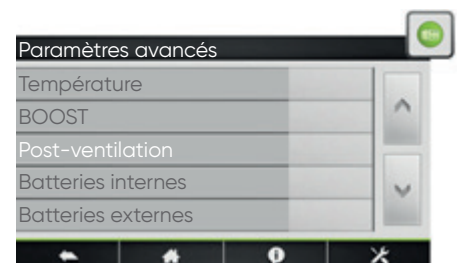 Paramètres avancés
Température
BOOST
Post-ventilation
Batteries internes
Batteries externes